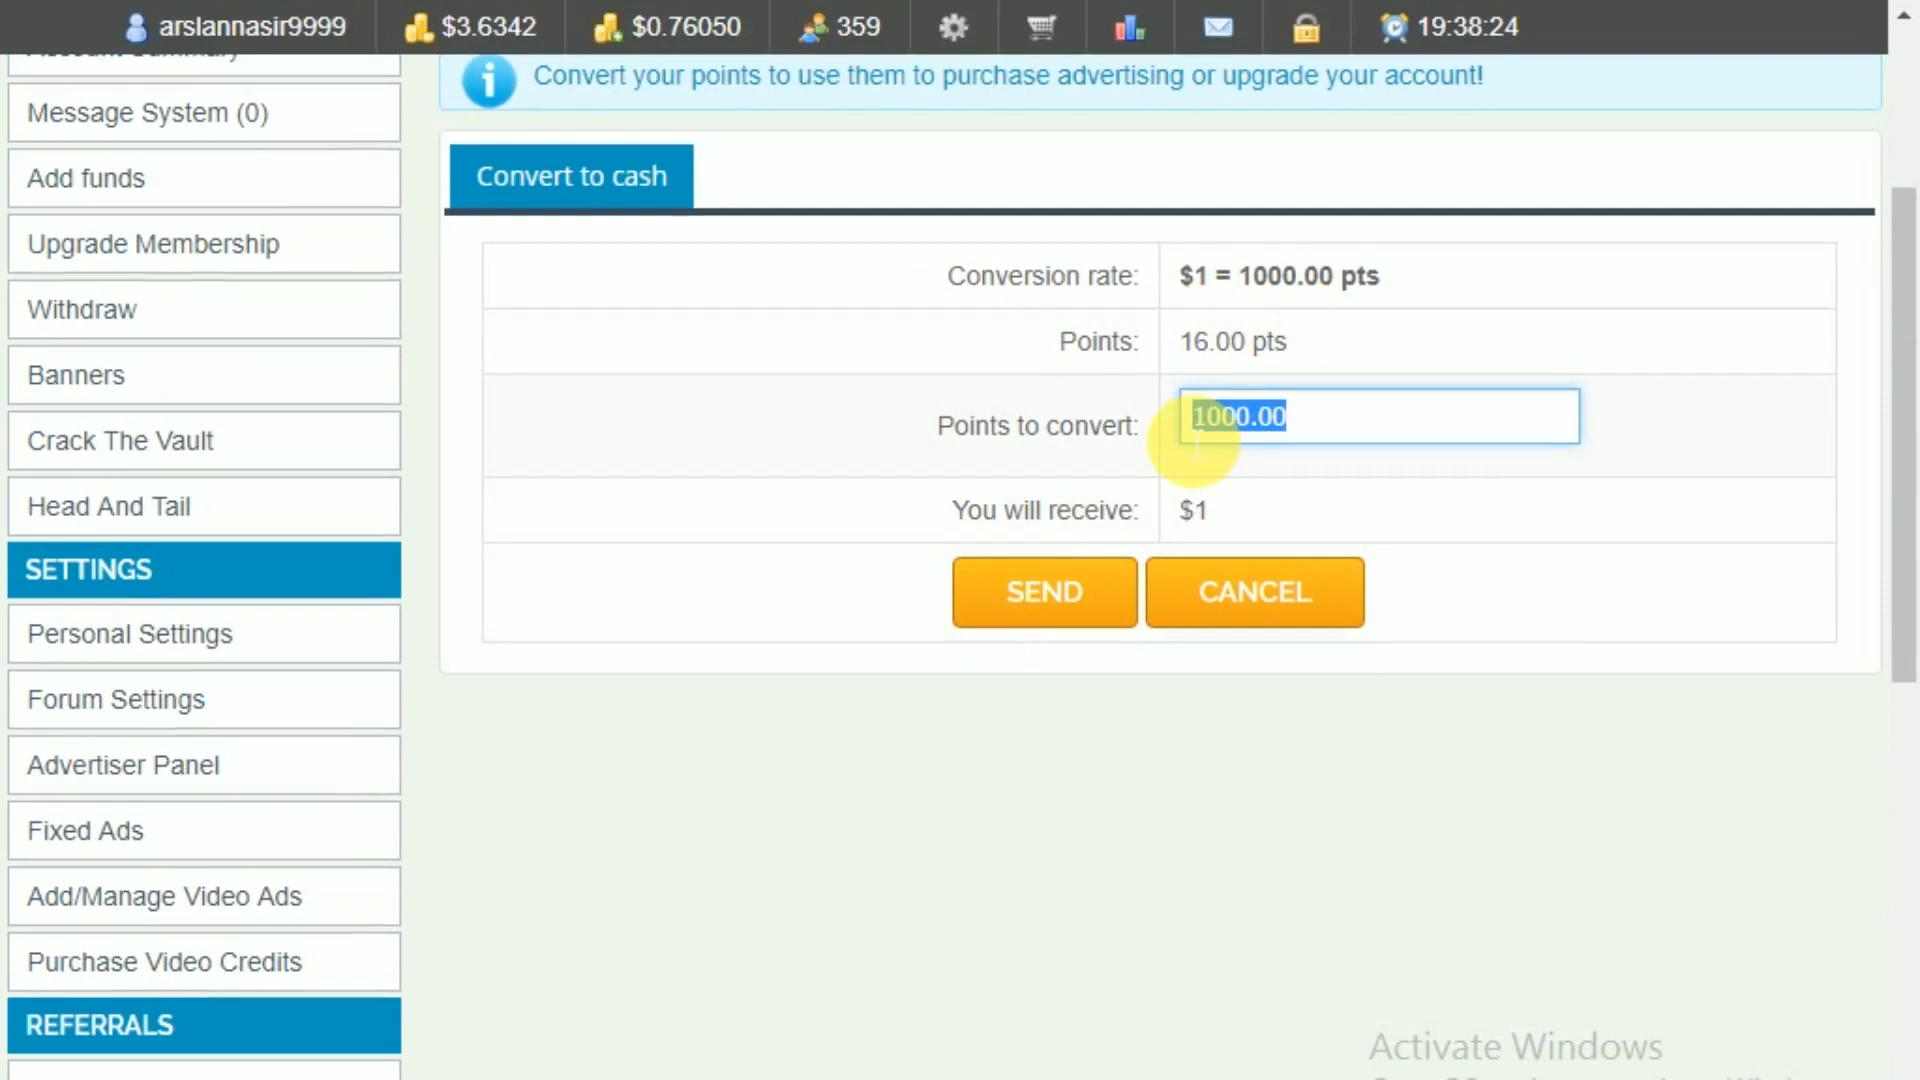 arslannasir9999 $3.6342 $0.76050 359 19:38:24
Account Summary
Message System (0)
Add funds
Upgrade Membership
Withdraw
Banners
Crack The Vault
Head And Tail
SETTINGS
Personal Settings
Forum Settings
Advertiser Panel
Fixed Ads
Add/Manage Video Ads
Purchase Video Credits
REFERRALS
Convert your points to use them to purchase advertising or upgrade your account!
Convert to cash
Conversion rate: $1 = 1000.00 pts
Points: 16.00 pts
Points to convert: 1000.00
You will receive: $1
SEND CANCEL
Activate Windows